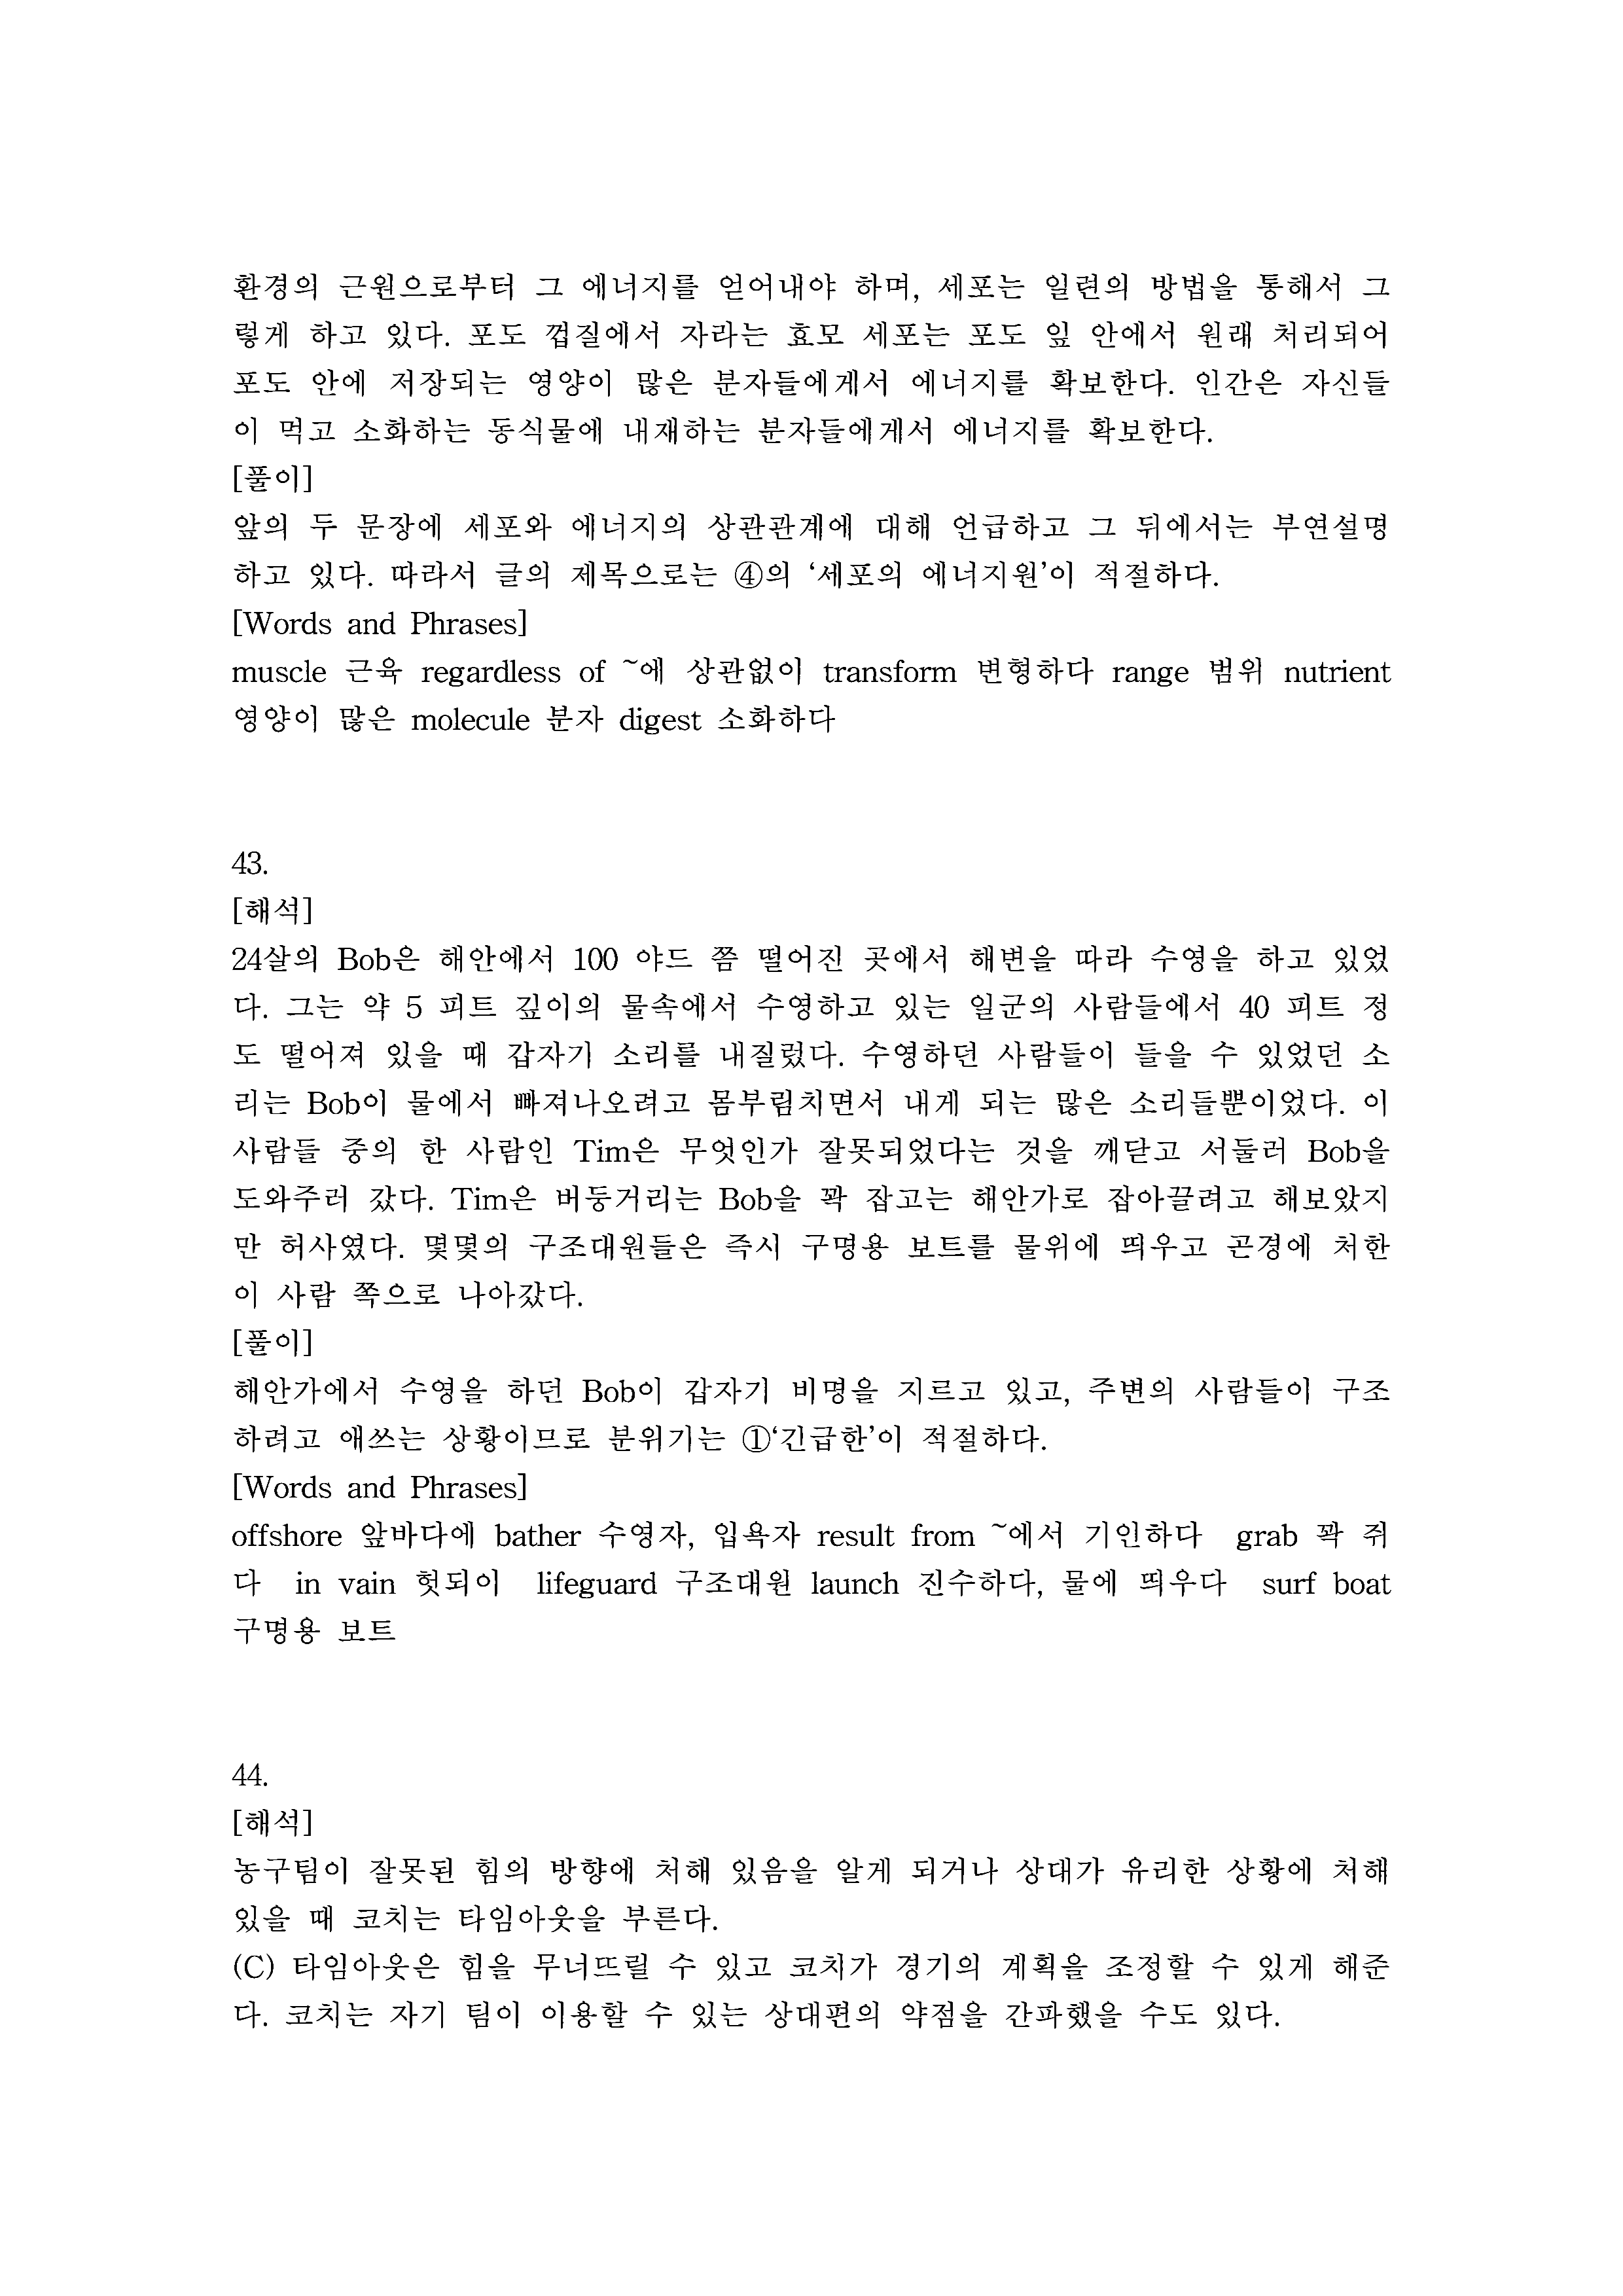 환경의 근원으로부터 그 에너지를 얻어내야 하며, 세포는 일련의 방법을 통해서 그
렇게 하고 있다. 포도 껍질에서 자라는 효모 세포는 포도 잎 안에서 원래 처리되어
포도 안에 저장되는 영양이 많은 분자들에게서 에너지를 확보한다. 인간은 자신들
이 먹고 소화하는 동식물에 내재하는 분자들에게서 에너지를 확보한다.
[풀이]
앞의 두 문장에 세포와 에너지의 상관관계에 대해 언급하고 그 뒤에서는 부연설명
하고 있다. 따라서 글의 제목으로는 ④의 ‘세포의 에너지원’이 적절하다.
[Words and Phrases]
muscle 근육 regardless of ~에 상관없이 transform 변형하다 range 범위 nutrient
영양이 많은 molecule 분자 digest 소화하다
43.
[해석]
24살의 Bob은 해안에서 100 야드 쯤 떨어진 곳에서 해변을 따라 수영을 하고 있었
다. 그는 약 5 피트 깊이의 물속에서 수영하고 있는 일군의 사람들에서 40 피트 정
도 떨어져 있을 때 갑자기 소리를 내질렀다. 수영하던 사람들이 들을 수 있었던 소
리는 Bob이 물에서 빠져나오려고 몸부림치면서 내게 되는 많은 소리들뿐이었다. 이
사람들 중의 한 사람인 Tim은 무엇인가 잘못되었다는 것을 깨닫고 서둘러 Bob을
도와주러 갔다. Tim은 버둥거리는 Bob을 꽉 잡고는 해안가로 잡아끌려고 해보았지
만 허사였다. 몇몇의 구조대원들은 즉시 구명용 보트를 물위에 띄우고 곤경에 처한
이 사람 쪽으로 나아갔다.
[풀이]
해안가에서 수영을 하던 Bob이 갑자기 비명을 지르고 있고, 주변의 사람들이 구조
하려고 애쓰는 상황이므로 분위기는 ①‘긴급한’이 적절하다.
[Words and Phrases]
offshore 앞바다에 bather 수영자, 입욕자 result from ~에서 기인하다 grab 꽉 쥐
다 in vain 헛되이 lifeguard 구조대원 launch 진수하다, 물에 띄우다 surf boat
구명용 보트
44.
[해석]
농구팀이 잘못된 힘의 방향에 처해 있음을 알게 되거나 상대가 유리한 상황에 처해
있을 때 코치는 타임아웃을 부른다.
(C) 타임아웃은 힘을 무너뜨릴 수 있고 코치가 경기의 계획을 조정할 수 있게 해준
다. 코치는 자기 팀이 이용할 수 있는 상대편의 약점을 간파했을 수도 있다.